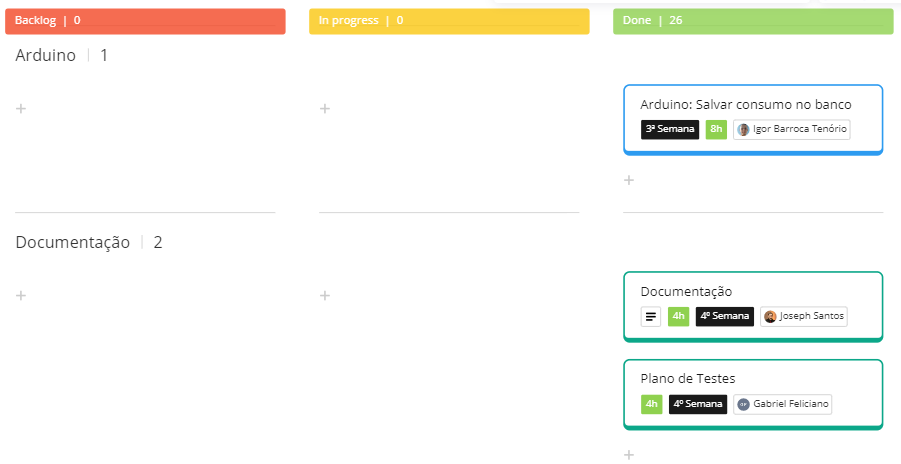 Backlog | 0
In progress | 0
Done | 26
Arduino | 1
Arduino: Salvar consumo no banco
3ª Semana 8h Igor Barroca Tenório
Documentação | 2
Documentação
4h 4º Semana Joseph Santos
Plano de Testes
4h 4º Semana GF Gabriel Feliciano